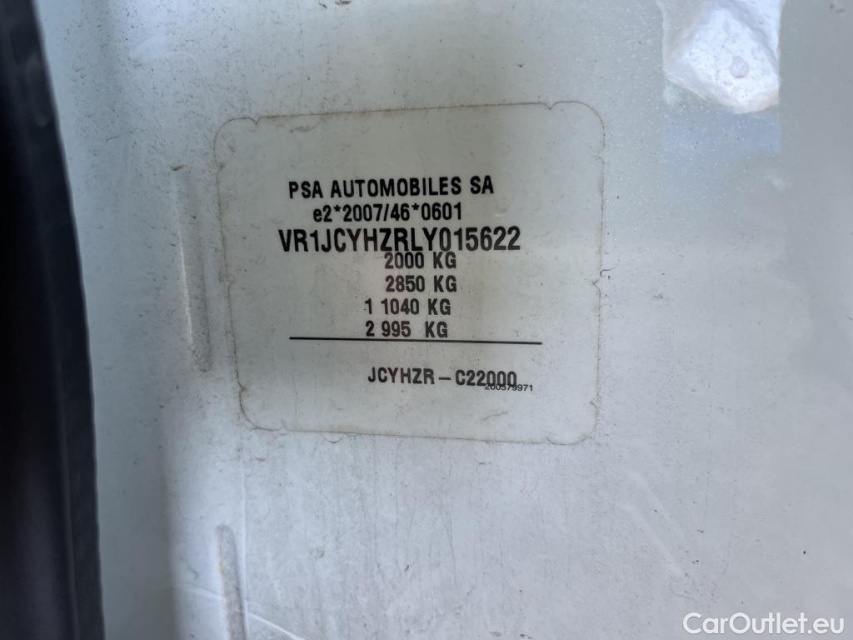 PSA AUTOMOBILES SA
e2*2007/46*0601
VR1JCYHZRLY015622
2000 KG
2850 KG
1 1040 KG
2 995 KG
JCYHZR - C22000
200579971
CarOutlet.eu